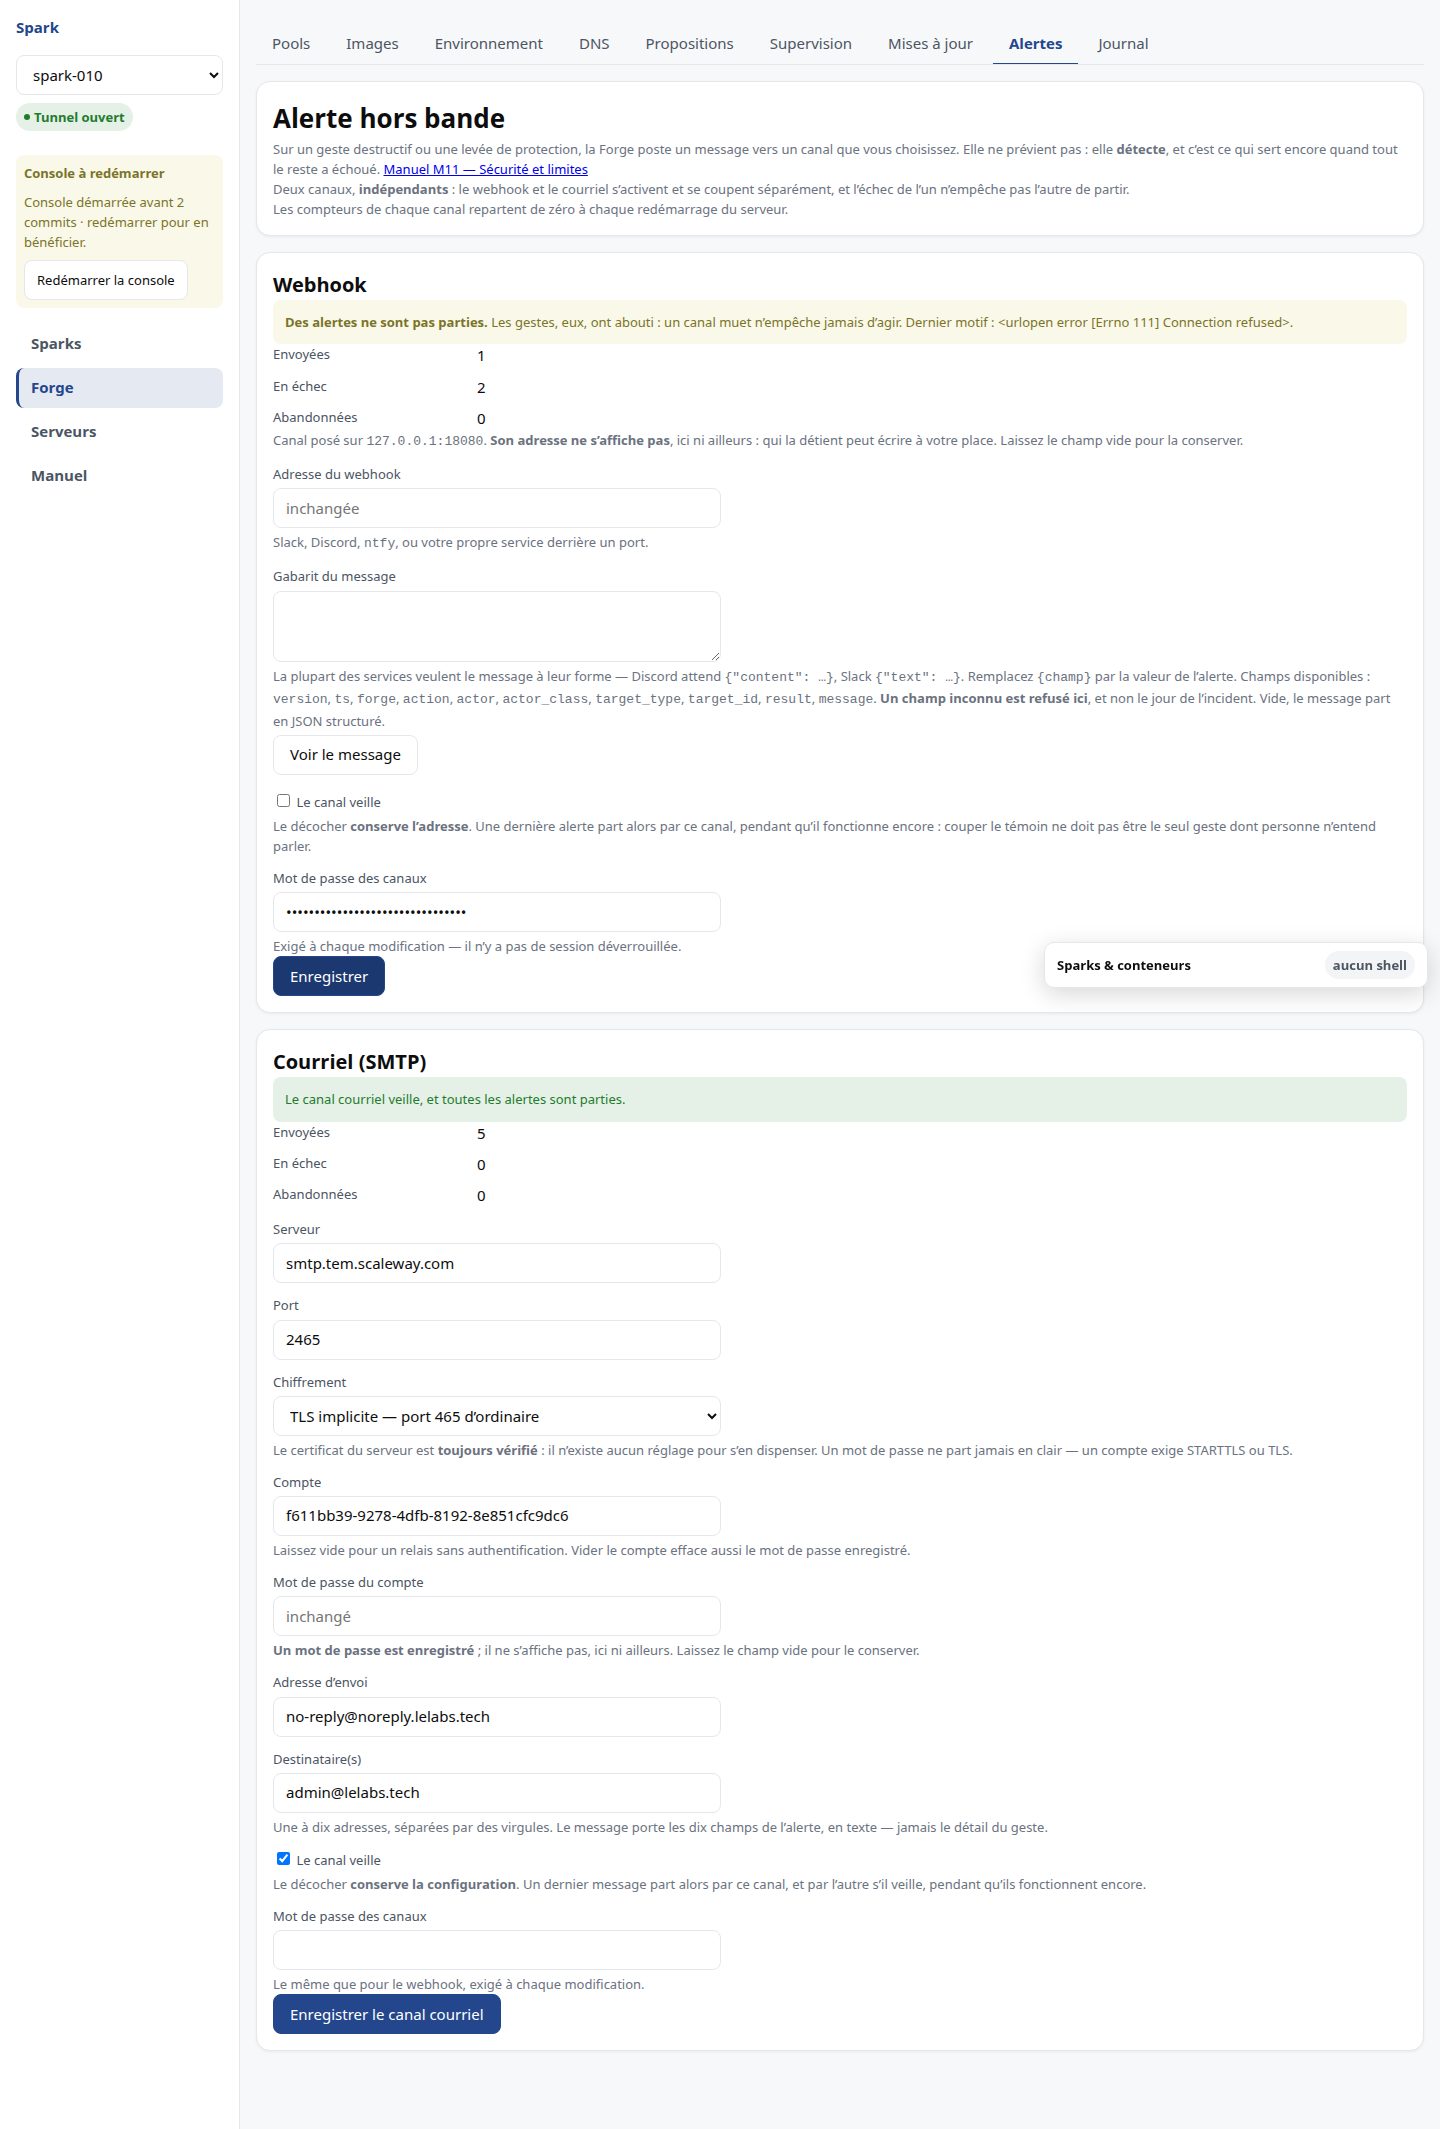 Spark
spark-010
Tunnel ouvert
Console à redémarrer
Console démarrée avant 2
commits · redémarrer pour en
bénéficier.
Redémarrer la console
Sparks
Forge
Serveurs
Manuel
Pools Images Environnement DNS Propositions Supervision Mises à jour Alertes Journal
Alerte hors bande
Sur un geste destructif ou une levée de protection, la Forge poste un message vers un canal que vous choisissez. Elle ne prévient pas : elle détecte, et c’est ce qui sert encore quand tout
le reste a échoué. Manuel M11 — Sécurité et limites
Deux canaux, indépendants : le webhook et le courriel s’activent et se coupent séparément, et l’échec de l’un n’empêche pas l’autre de partir.
Les compteurs de chaque canal repartent de zéro à chaque redémarrage du serveur.
Webhook
Des alertes ne sont pas parties. Les gestes, eux, ont abouti : un canal muet n’empêche jamais d’agir. Dernier motif : <urlopen error [Errno 111] Connection refused>.
Envoyées 1
En échec 2
Abandonnées 0
Canal posé sur 127.0.0.1:18080. Son adresse ne s’affiche pas, ici ni ailleurs : qui la détient peut écrire à votre place. Laissez le champ vide pour la conserver.
Adresse du webhook
inchangée
Slack, Discord, ntfy, ou votre propre service derrière un port.
Gabarit du message
La plupart des services veulent le message à leur forme — Discord attend {"content": …}, Slack {"text": …}. Remplacez {champ} par la valeur de l’alerte. Champs disponibles :
version, ts, forge, action, actor, actor_class, target_type, target_id, result, message. Un champ inconnu est refusé ici, et non le jour de l’incident. Vide, le message part
en JSON structuré.
Voir le message
Le canal veille
Le décocher conserve l’adresse. Une dernière alerte part alors par ce canal, pendant qu’il fonctionne encore : couper le témoin ne doit pas être le seul geste dont personne n’entend
parler.
Mot de passe des canaux
••••••••••••••••••••••••••••••••
Exigé à chaque modification — il n’y a pas de session déverrouillée.
Enregistrer
Sparks & conteneurs aucun shell
Courriel (SMTP)
Le canal courriel veille, et toutes les alertes sont parties.
Envoyées 5
En échec 0
Abandonnées 0
Serveur
smtp.tem.scaleway.com
Port
2465
Chiffrement
TLS implicite — port 465 d’ordinaire
Le certificat du serveur est toujours vérifié : il n’existe aucun réglage pour s’en dispenser. Un mot de passe ne part jamais en clair — un compte exige STARTTLS ou TLS.
Compte
f611bb39-9278-4dfb-8192-8e851cfc9dc6
Laissez vide pour un relais sans authentification. Vider le compte efface aussi le mot de passe enregistré.
Mot de passe du compte
inchangé
Un mot de passe est enregistré ; il ne s’affiche pas, ici ni ailleurs. Laissez le champ vide pour le conserver.
Adresse d’envoi
no-reply@noreply.lelabs.tech
Destinataire(s)
admin@lelabs.tech
Une à dix adresses, séparées par des virgules. Le message porte les dix champs de l’alerte, en texte — jamais le détail du geste.
Le canal veille
Le décocher conserve la configuration. Un dernier message part alors par ce canal, et par l’autre s’il veille, pendant qu’ils fonctionnent encore.
Mot de passe des canaux
Le même que pour le webhook, exigé à chaque modification.
Enregistrer le canal courriel